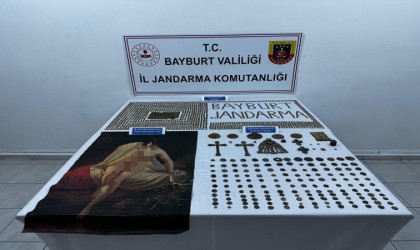 T.C.
BAYBURT VALİLİĞİ
İL JANDARMA KOMUTANLIĞI
BAYBURT
JANDARMA